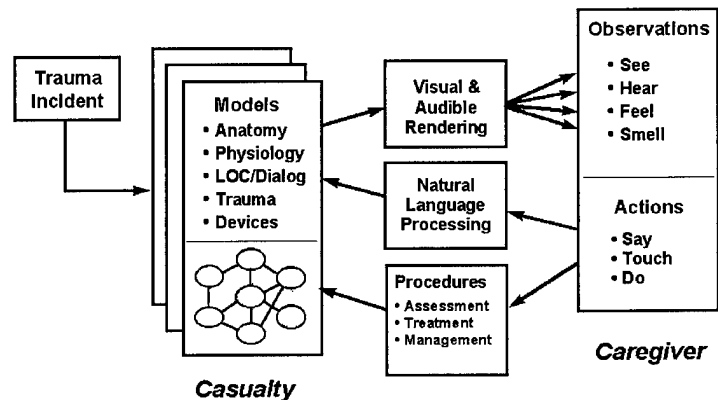 Trauma
Incident
Models
• Anatomy
• Physiology
• LOC/Dialog
• Trauma
• Devices
Casualty
Visual &
Audible
Rendering
Natural
Language
Processing
Procedures
• Assessment
• Treatment
• Management
Observations
• See
• Hear
• Feel
• Smell
Actions
• Say
• Touch
• Do
Caregiver